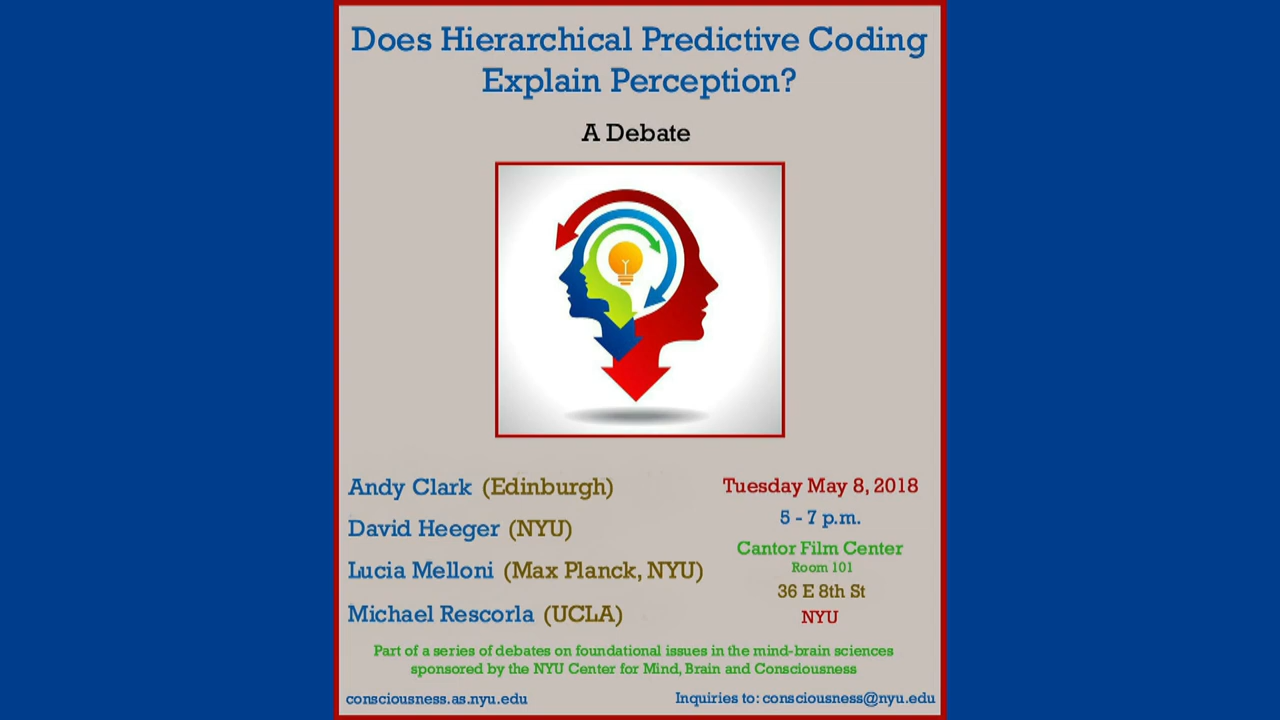 Does Hierarchical Predictive Coding
Explain Perception?
A Debate
Andy Clark (Edinburgh)
David Heeger (NYU)
Lucia Melloni (Max Planck, NYU)
Michael Rescorla (UCLA)
Tuesday May 8, 2018
5 - 7 p.m.
Cantor Film Center
Room 101
36 E 8th St
NYU
Part of a series of debates on foundational issues in the mind-brain sciences
sponsored by the NYU Center for Mind, Brain and Consciousness
consciousness.as.nyu.edu
Inquiries to: consciousness@nyu.edu